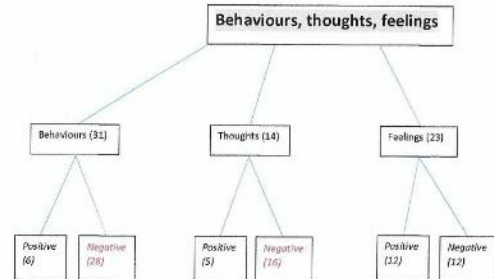 Behaviours, thoughts, feelings
Behaviours (31)
Thoughts (14)
Feelings (23)
Positive
(6)
Negative
(28)
Positive
(5)
Negative
(16)
Positive
(12)
Negative
(12)